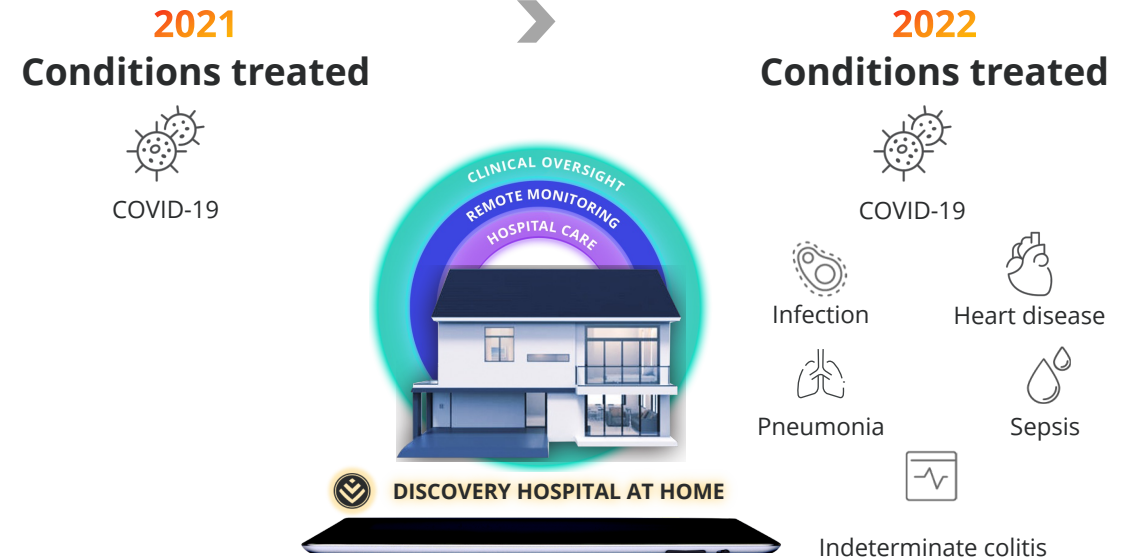 2021
Conditions treated
COVID-19
CLINICAL OVERSIGHT
REMOTE MONITORING
HOSPITAL CARE
DISCOVERY HOSPITAL AT HOME
2022
Conditions treated
COVID-19
Infection
Heart disease
Pneumonia
Sepsis
Indeterminate colitis